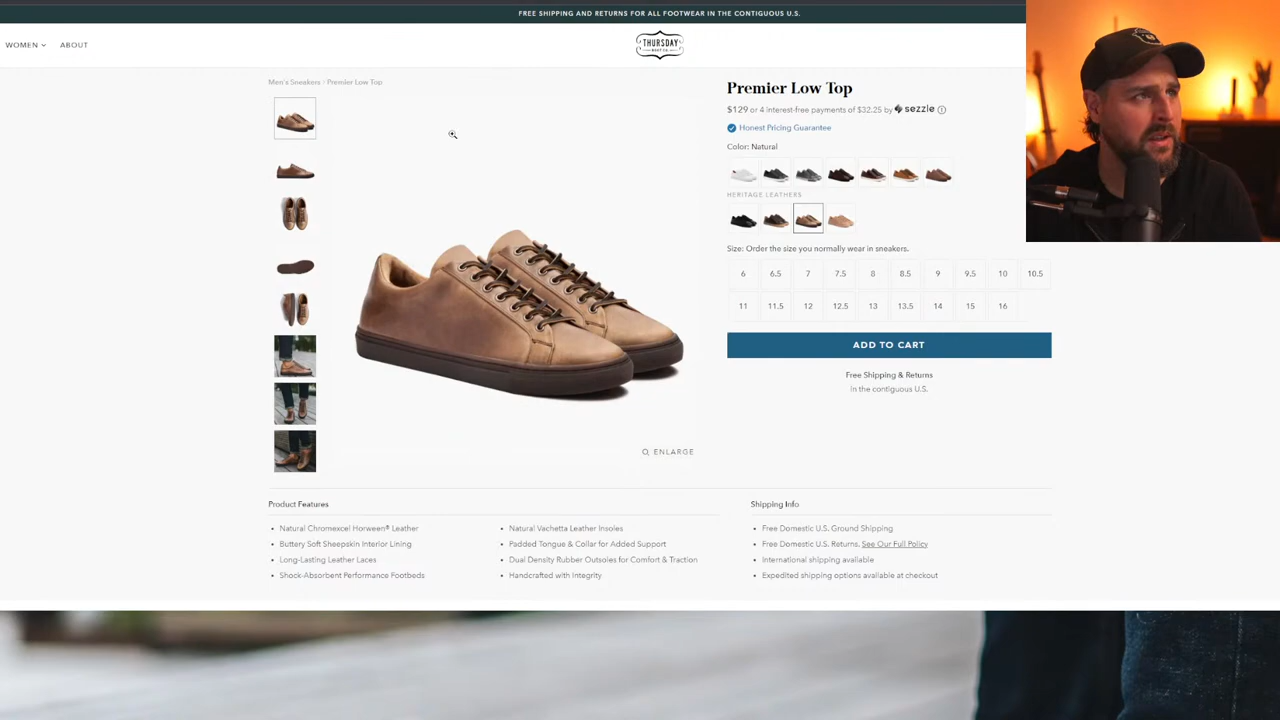 FREE SHIPPING AND RETURNS FOR ALL FOOTWEAR IN THE CONTIGUOUS U.S.
WOMEN ABOUT
THURSDAY
BOOT CO.
Men's Sneakers / Premier Low Top
Premier Low Top
$129 or 4 interest-free payments of $32.25 by sezzle
Honest Pricing Guarantee
Color: Natural
HERITAGE LEATHERS
Size: Order the size you normally wear in sneakers.
6 6.5 7 7.5 8 8.5 9 9.5 10 10.5
11 11.5 12 12.5 13 13.5 14 15 16
ADD TO CART
Free Shipping & Returns
in the contiguous U.S.
ENLARGE
Product Features
Natural Chromexcel Horween® Leather
Buttery Soft Sheepskin Interior Lining
Long-Lasting Leather Laces
Shock-Absorbent Performance Footbeds
Natural Vachetta Leather Insoles
Padded Tongue & Collar for Added Support
Dual Density Rubber Outsoles for Comfort & Traction
Handcrafted with Integrity
Shipping Info
Free Domestic U.S. Ground Shipping
Free Domestic U.S. Returns. See Our Full Policy
International shipping available
Expedited shipping options available at checkout